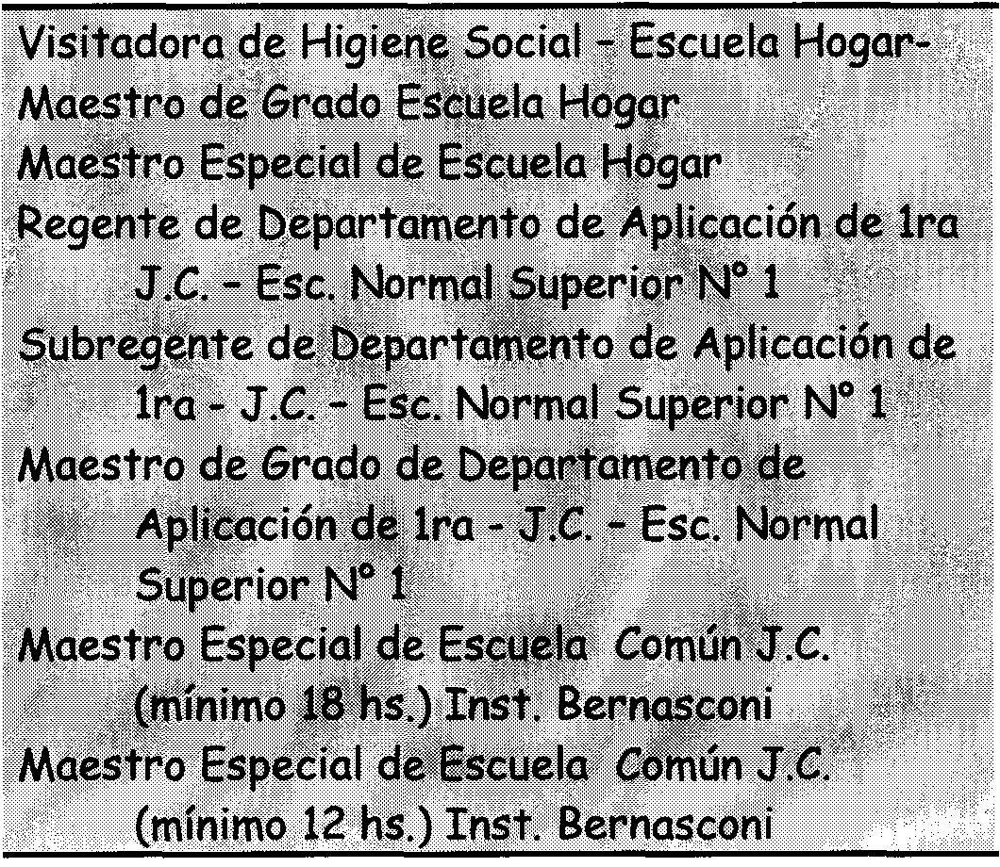 Visitadora de Higiene Social - Escuela Hogar-
Maestro de Grado Escuela Hogar
Maestro Especial de Escuela Hogar
Regente de Departamento de Aplicación de 1ra
J.C. - Esc. Normal Superior N° 1
Subregente de Departamento de Aplicación de
1ra - J.C. - Esc. Normal Superior N° 1
Maestro de Grado de Departamento de
Aplicación de 1ra - J.C. - Esc. Normal
Superior N° 1
Maestro Especial de Escuela Común J.C.
(mínimo 18 hs.) Inst. Bernasconi
Maestro Especial de Escuela Común J.C.
(mínimo 12 hs.) Inst. Bernasconi